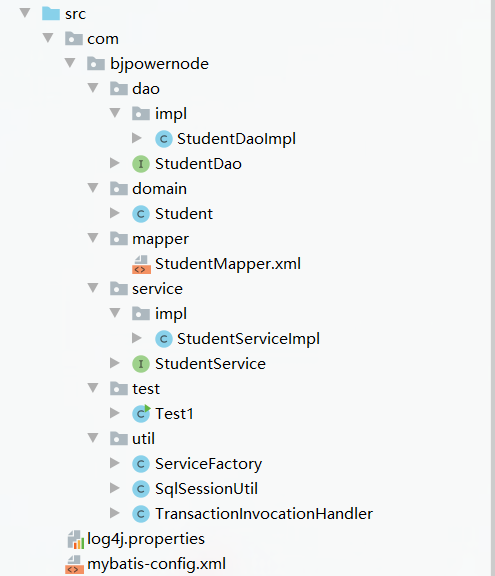 src
com
bjpowernode
dao
impl
C StudentDaoImpl
I StudentDao
domain
C Student
mapper
<> StudentMapper.xml
service
impl
C StudentServiceImpl
I StudentService
test
C Test1
util
C ServiceFactory
C SqlSessionUtil
C TransactionInvocationHandler
log4j.properties
<> mybatis-config.xml